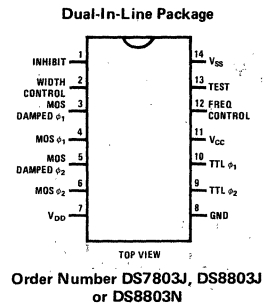 Dual-In-Line Package
INHIBIT 1
14 VSS
WIDTH CONTROL 2
13 TEST
MOS DAMPED ϕ1 3
12 FREQ CONTROL
MOS ϕ1 4
11 VCC
MOS DAMPED ϕ2 5
10 TTL ϕ1
MOS ϕ2 6
9 TTL ϕ2
VDD 7
8 GND
TOP VIEW
Order Number DS7803J, DS8803J
or DS8803N